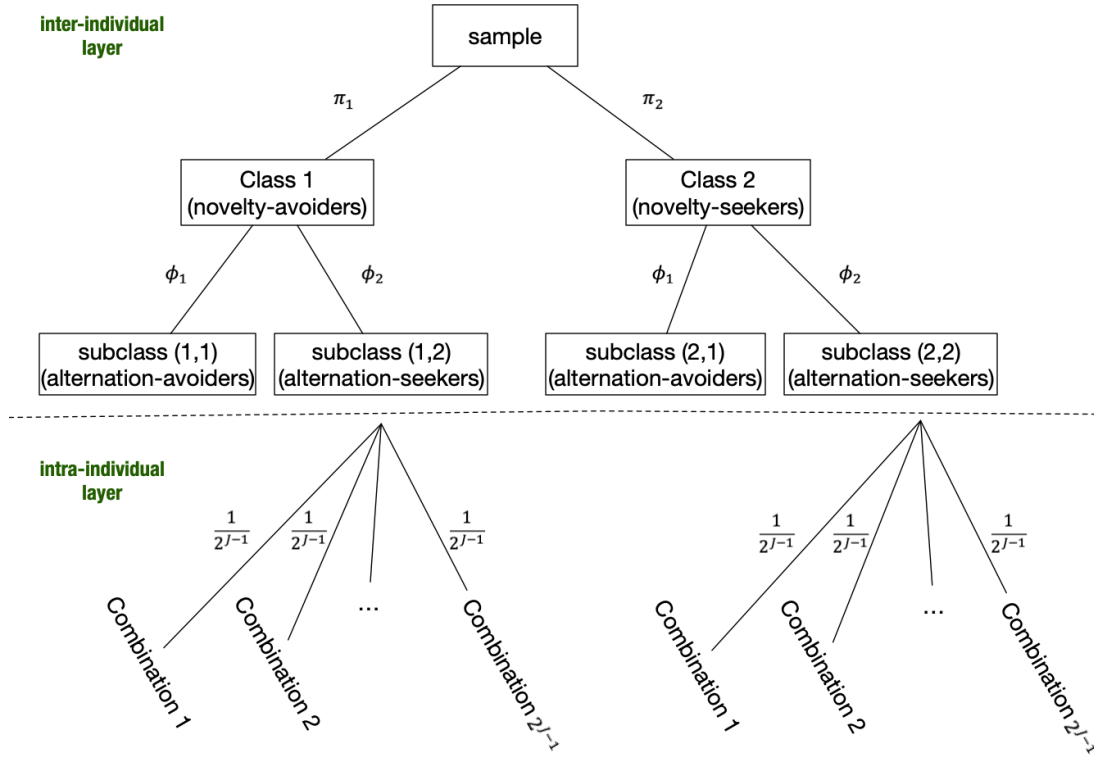 inter-individual
layer
sample
π₁
π₂
Class 1
(novelty-avoiders)
Class 2
(novelty-seekers)
ϕ₁
ϕ₂
ϕ₁
ϕ₂
subclass (1,1)
(alternation-avoiders)
subclass (1,2)
(alternation-seekers)
subclass (2,1)
(alternation-avoiders)
subclass (2,2)
(alternation-seekers)
intra-individual
layer
1/2^{J−1}
1/2^{J−1}
1/2^{J−1}
1/2^{J−1}
1/2^{J−1}
1/2^{J−1}
...
...
Combination 1
Combination 2
Combination 2^{J−1}
Combination 1
Combination 2
Combination 2^{J−1}